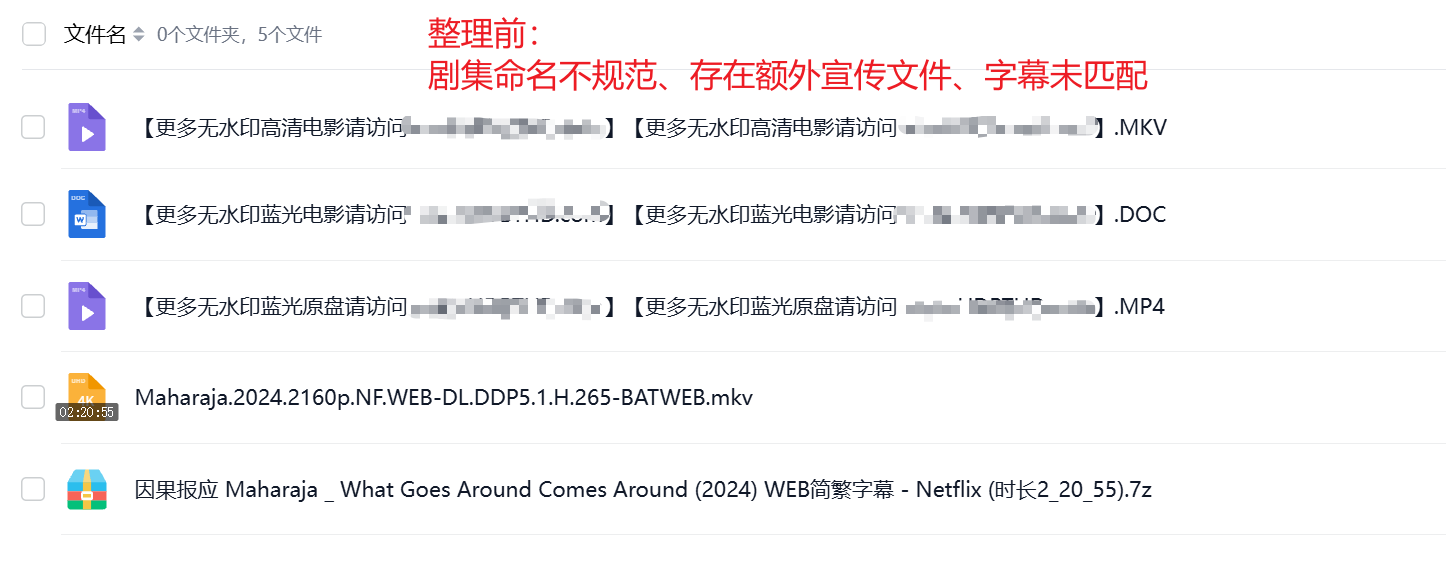 文件名 0个文件夹，5个文件
整理前：
剧集命名不规范、存在额外宣传文件、字幕未匹配
【更多无水印高清电影请访问 】【更多无水印高清电影请访问 】.MKV
DOC
W
【更多无水印蓝光电影请访问 】【更多无水印蓝光电影请访问 】.DOC
【更多无水印蓝光原盘请访问 】【更多无水印蓝光原盘请访问 】.MP4
4K
02:20:55
Maharaja.2024.2160p.NF.WEB-DL.DDP5.1.H.265-BATWEB.mkv
因果报应 Maharaja _ What Goes Around Comes Around (2024) WEB简繁字幕 - Netflix (时长2_20_55).7z